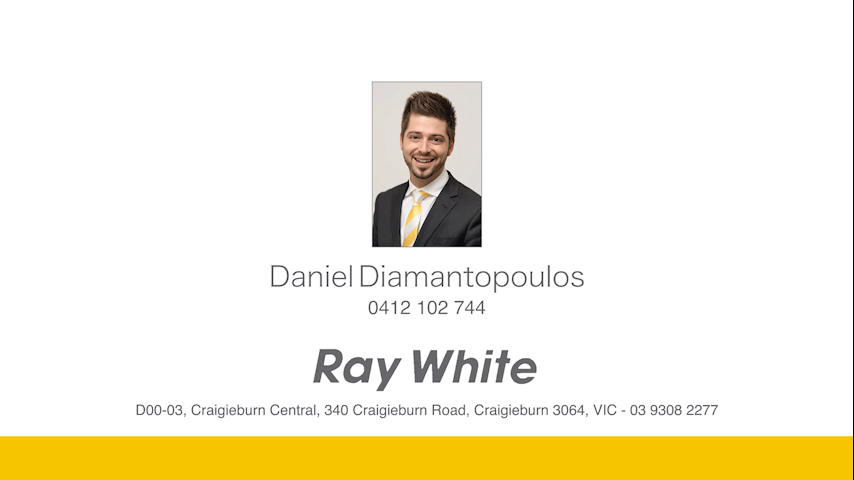 Daniel Diamantopoulos
0412 102 744
Ray White
D00-03, Craigieburn Central, 340 Craigieburn Road, Craigieburn 3064, VIC - 03 9308 2277